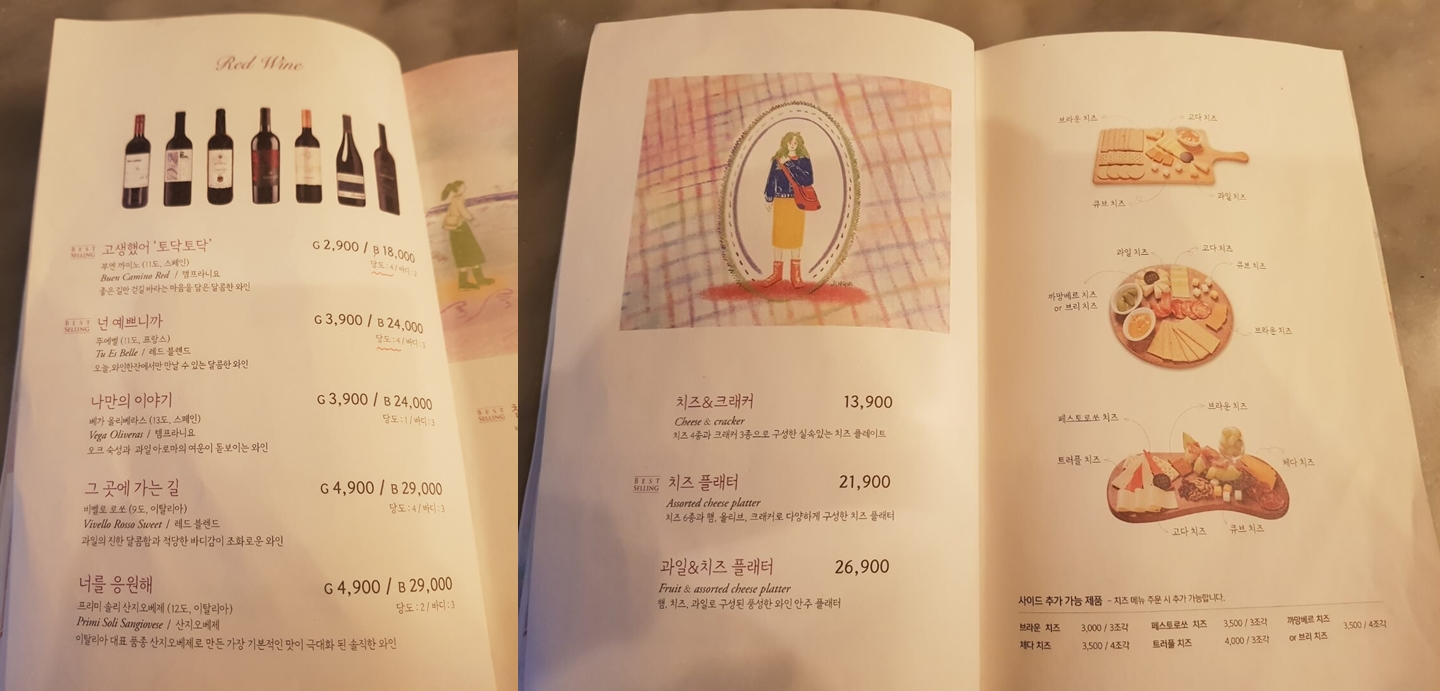 Red Wine
BEST SELLING
고생했어 '토닥토닥'
G 2,900 / B 18,000
부엔 까미노 (11도, 스페인)
당도 : 4 / 바디 : 2
Buen Camino Red / 템프라니요
좋은 길만 걷길 바라는 마음을 담은 달콤한 와인
BEST SELLING
넌 예쁘니까
G 3,900 / B 24,000
뚜에벨 (11도, 프랑스)
당도 : 4 / 바디 : 3
Tu Es Belle / 레드 블렌드
오늘,와인한잔에서만 만날 수 있는 달콤한 와인
나만의 이야기
G 3,900 / B 24,000
베가 올리베라스 (13도, 스페인)
당도 : 1 / 바디 : 3
Vega Oliveras / 템프라니요
오크 숙성과 과일 아로마의 여운이 돋보이는 와인
그 곳에 가는 길
G 4,900 / B 29,000
비벨로 로쏘 (9도, 이탈리아)
당도 : 4 / 바디 : 3
Vivello Rosso Sweet / 레드 블렌드
과일의 진한 달콤함과 적당한 바디감이 조화로운 와인
너를 응원해
G 4,900 / B 29,000
프리미 솔리 산지오베제 (12도, 이탈리아)
당도 : 2 / 바디 : 3
Primi Soli Sangiovese / 산지오베제
이탈리아 대표 품종 산지오베제로 만든 가장 기본적인 맛이 극대화 된 솔직한 와인
BEST SELLING
치즈&크래커 13,900
Cheese & cracker
치즈 4종과 크래커 3종으로 구성한 실속있는 치즈 플레이트
BEST SELLING
치즈 플래터 21,900
Assorted cheese platter
치즈 6종과 햄, 올리브, 크래커로 다양하게 구성한 치즈 플래터
과일&치즈 플래터 26,900
Fruit & assorted cheese platter
햄, 치즈, 과일로 구성된 풍성한 와인 안주 플래터
브라운 치즈
고다 치즈
큐브 치즈
과일 치즈
과일 치즈
고다 치즈
큐브 치즈
까망베르 치즈
or 브리 치즈
브라운 치즈
페스토로쏘 치즈
브라운 치즈
트러플 치즈
체다 치즈
고다 치즈
큐브 치즈
사이드 추가 가능 제품 - 치즈 메뉴 주문 시 추가 가능합니다.
브라운 치즈 3,000 / 3조각
페스토로쏘 치즈 3,500 / 3조각
까망베르 치즈 or 브리 치즈 3,500 / 4조각
체다 치즈 3,500 / 4조각
트러플 치즈 4,000 / 3조각